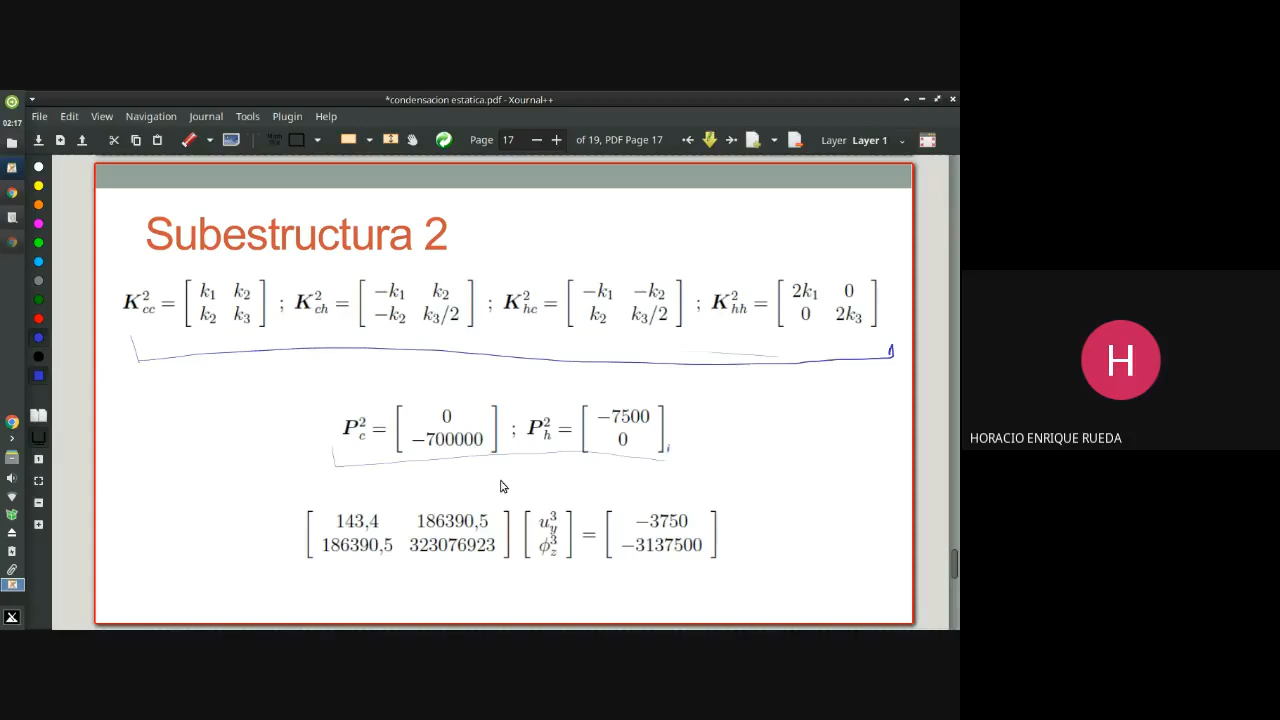 *condensacion estatica.pdf - Xournal++
02:17
File Edit View Navigation Journal Tools Plugin Help
Page 17 of 19, PDF Page 17 Layer Layer 1
Subestructura 2
K²cc = [ k₁ k₂ ; k₂ k₃ ] ; K²ch = [ −k₁ k₂ ; −k₂ k₃/2 ] ; K²hc = [ −k₁ −k₂ ; k₂ k₃/2 ] ; K²hh = [ 2k₁ 0 ; 0 2k₃ ]
P²c = [ 0 ; −700000 ] ; P²h = [ −7500 ; 0 ]
[ 143,4 186390,5 ; 186390,5 323076923 ] [ u³y ; ϕ³z ] = [ −3750 ; −3137500 ]
H
HORACIO ENRIQUE RUEDA